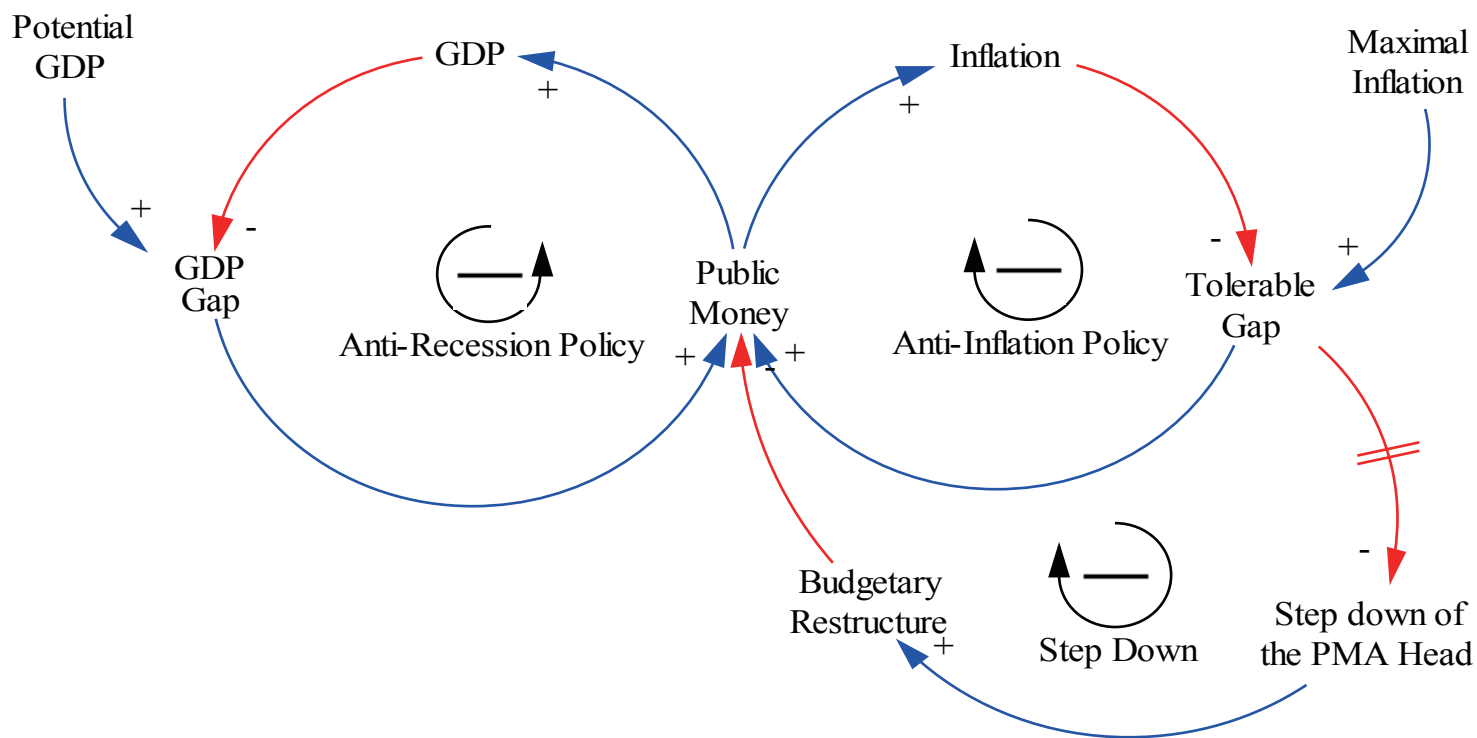 Potential
GDP
GDP
Inflation
Maximal
Inflation
+
+
+
-
-
+
GDP
Gap
Public
Money
Tolerable
Gap
Anti-Recession Policy
Anti-Inflation Policy
+
-
+
-
Budgetary
Restructure
+
Step Down
Step down of
the PMA Head